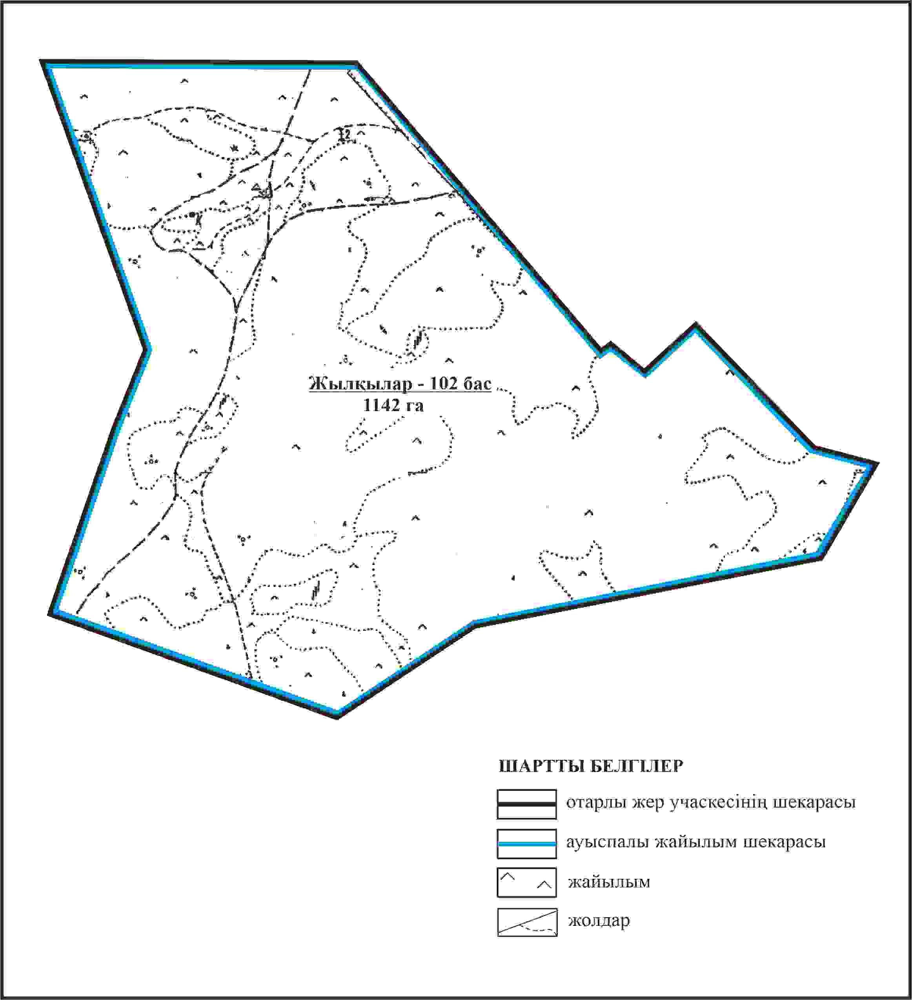 12
Жылқылар - 102 бас
1142 га
ШАРТТЫ БЕЛГІЛЕР
отарлы жер учаскесінің шекарасы
ауыспалы жайылым шекарасы
жайылым
жолдар